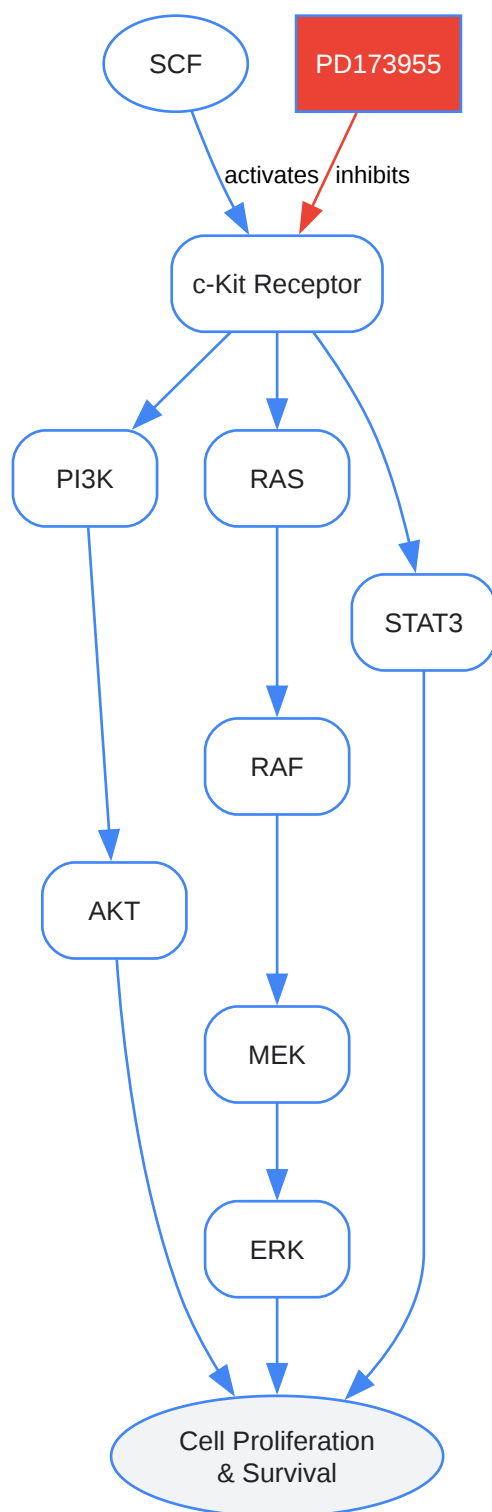 SCF
PD173955
activates
inhibits
c-Kit Receptor
PI3K
RAS
STAT3
RAF
AKT
MEK
ERK
Cell Proliferation
& Survival